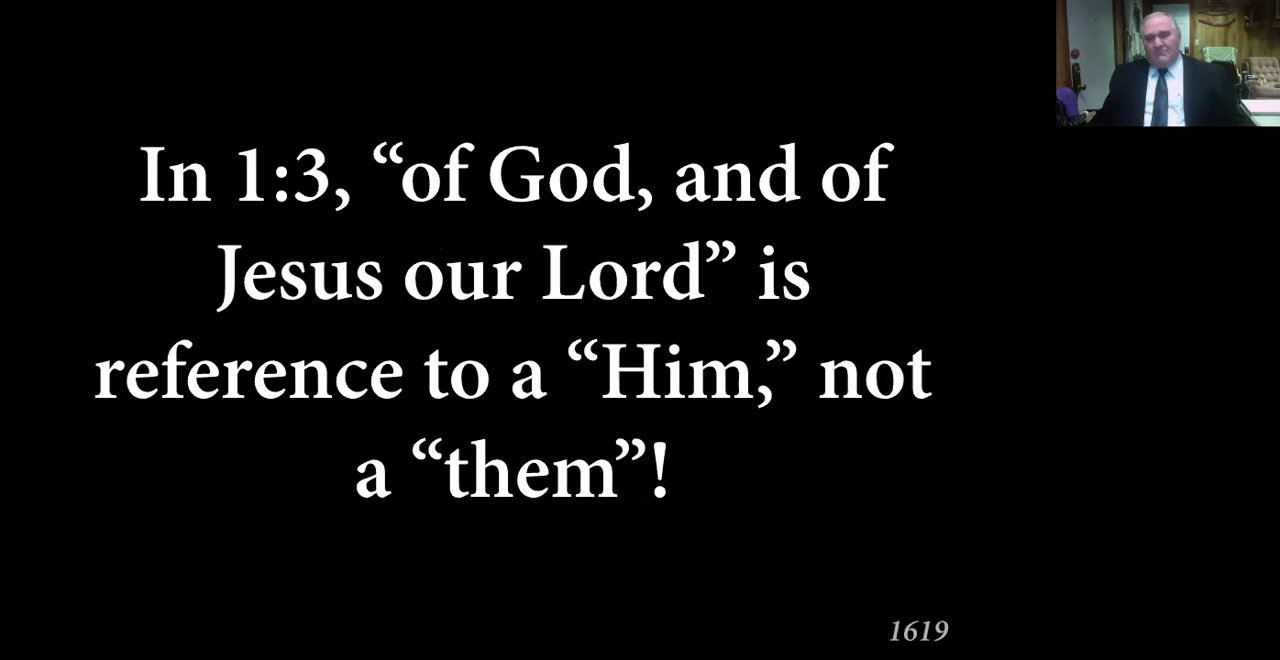 In 1:3, “of God, and of
Jesus our Lord” is
reference to a “Him,” not
a “them”!
1619